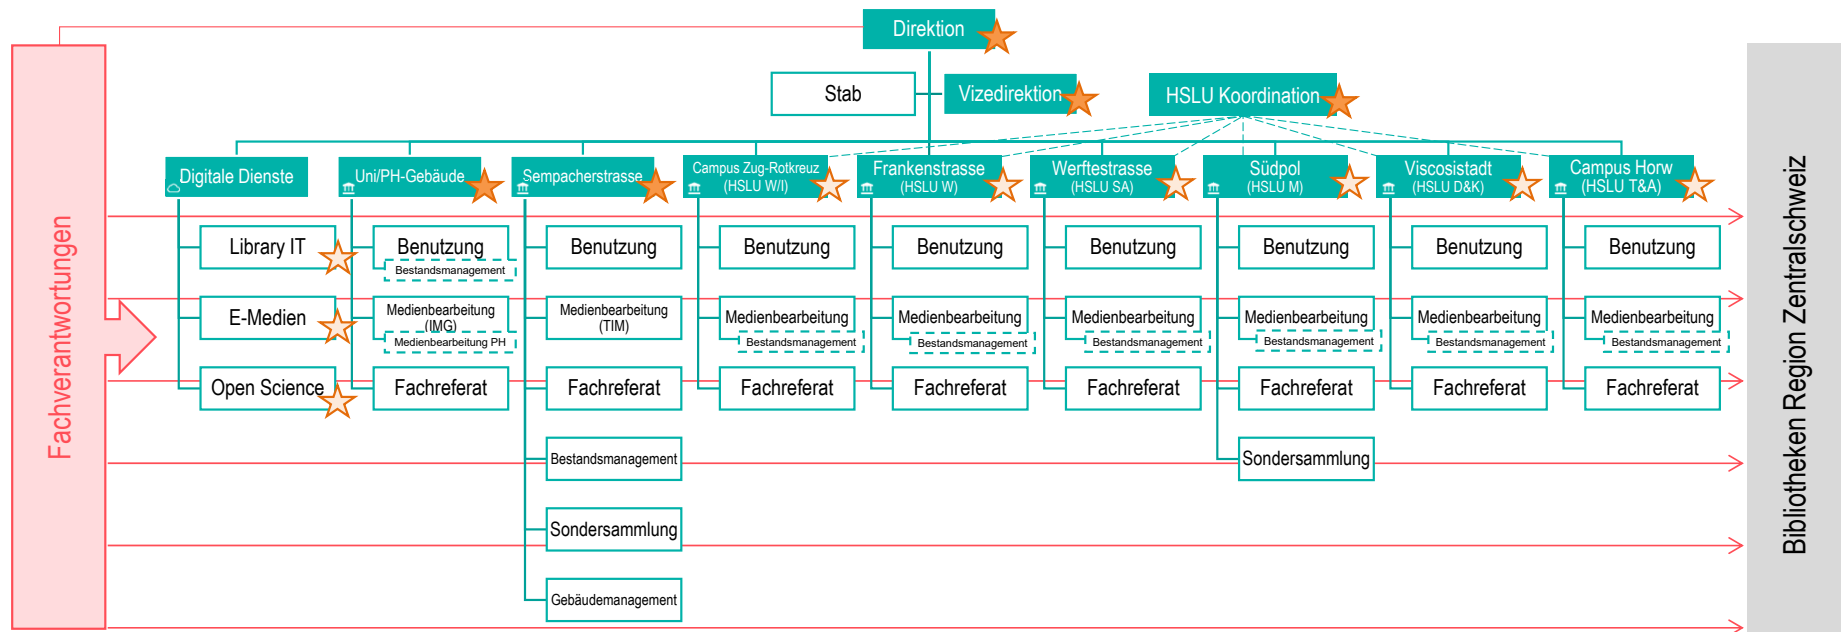 Direktion
Stab
Vizedirektion
HSLU Koordination
Digitale Dienste
Uni/PH-Gebäude
Sempacherstrasse
Campus Zug-Rotkreuz
(HSLU W/I)
Frankenstrasse
(HSLU W)
Werftestrasse
(HSLU SA)
Südpol
(HSLU M)
Viscosistadt
(HSLU D&K)
Campus Horw
(HSLU T&A)
Fachverantwortungen
Bibliotheken Region Zentralschweiz
Library IT
Benutzung
Bestandsmanagement
Benutzung
Benutzung
Benutzung
Benutzung
Benutzung
Benutzung
Benutzung
E-Medien
Medienbearbeitung
(IMG)
Medienbearbeitung PH
Medienbearbeitung
(TIM)
Medienbearbeitung
Bestandsmanagement
Medienbearbeitung
Bestandsmanagement
Medienbearbeitung
Bestandsmanagement
Medienbearbeitung
Bestandsmanagement
Medienbearbeitung
Bestandsmanagement
Medienbearbeitung
Bestandsmanagement
Open Science
Fachreferat
Fachreferat
Fachreferat
Fachreferat
Fachreferat
Fachreferat
Fachreferat
Fachreferat
Bestandsmanagement
Sondersammlung
Sondersammlung
Gebäudemanagement